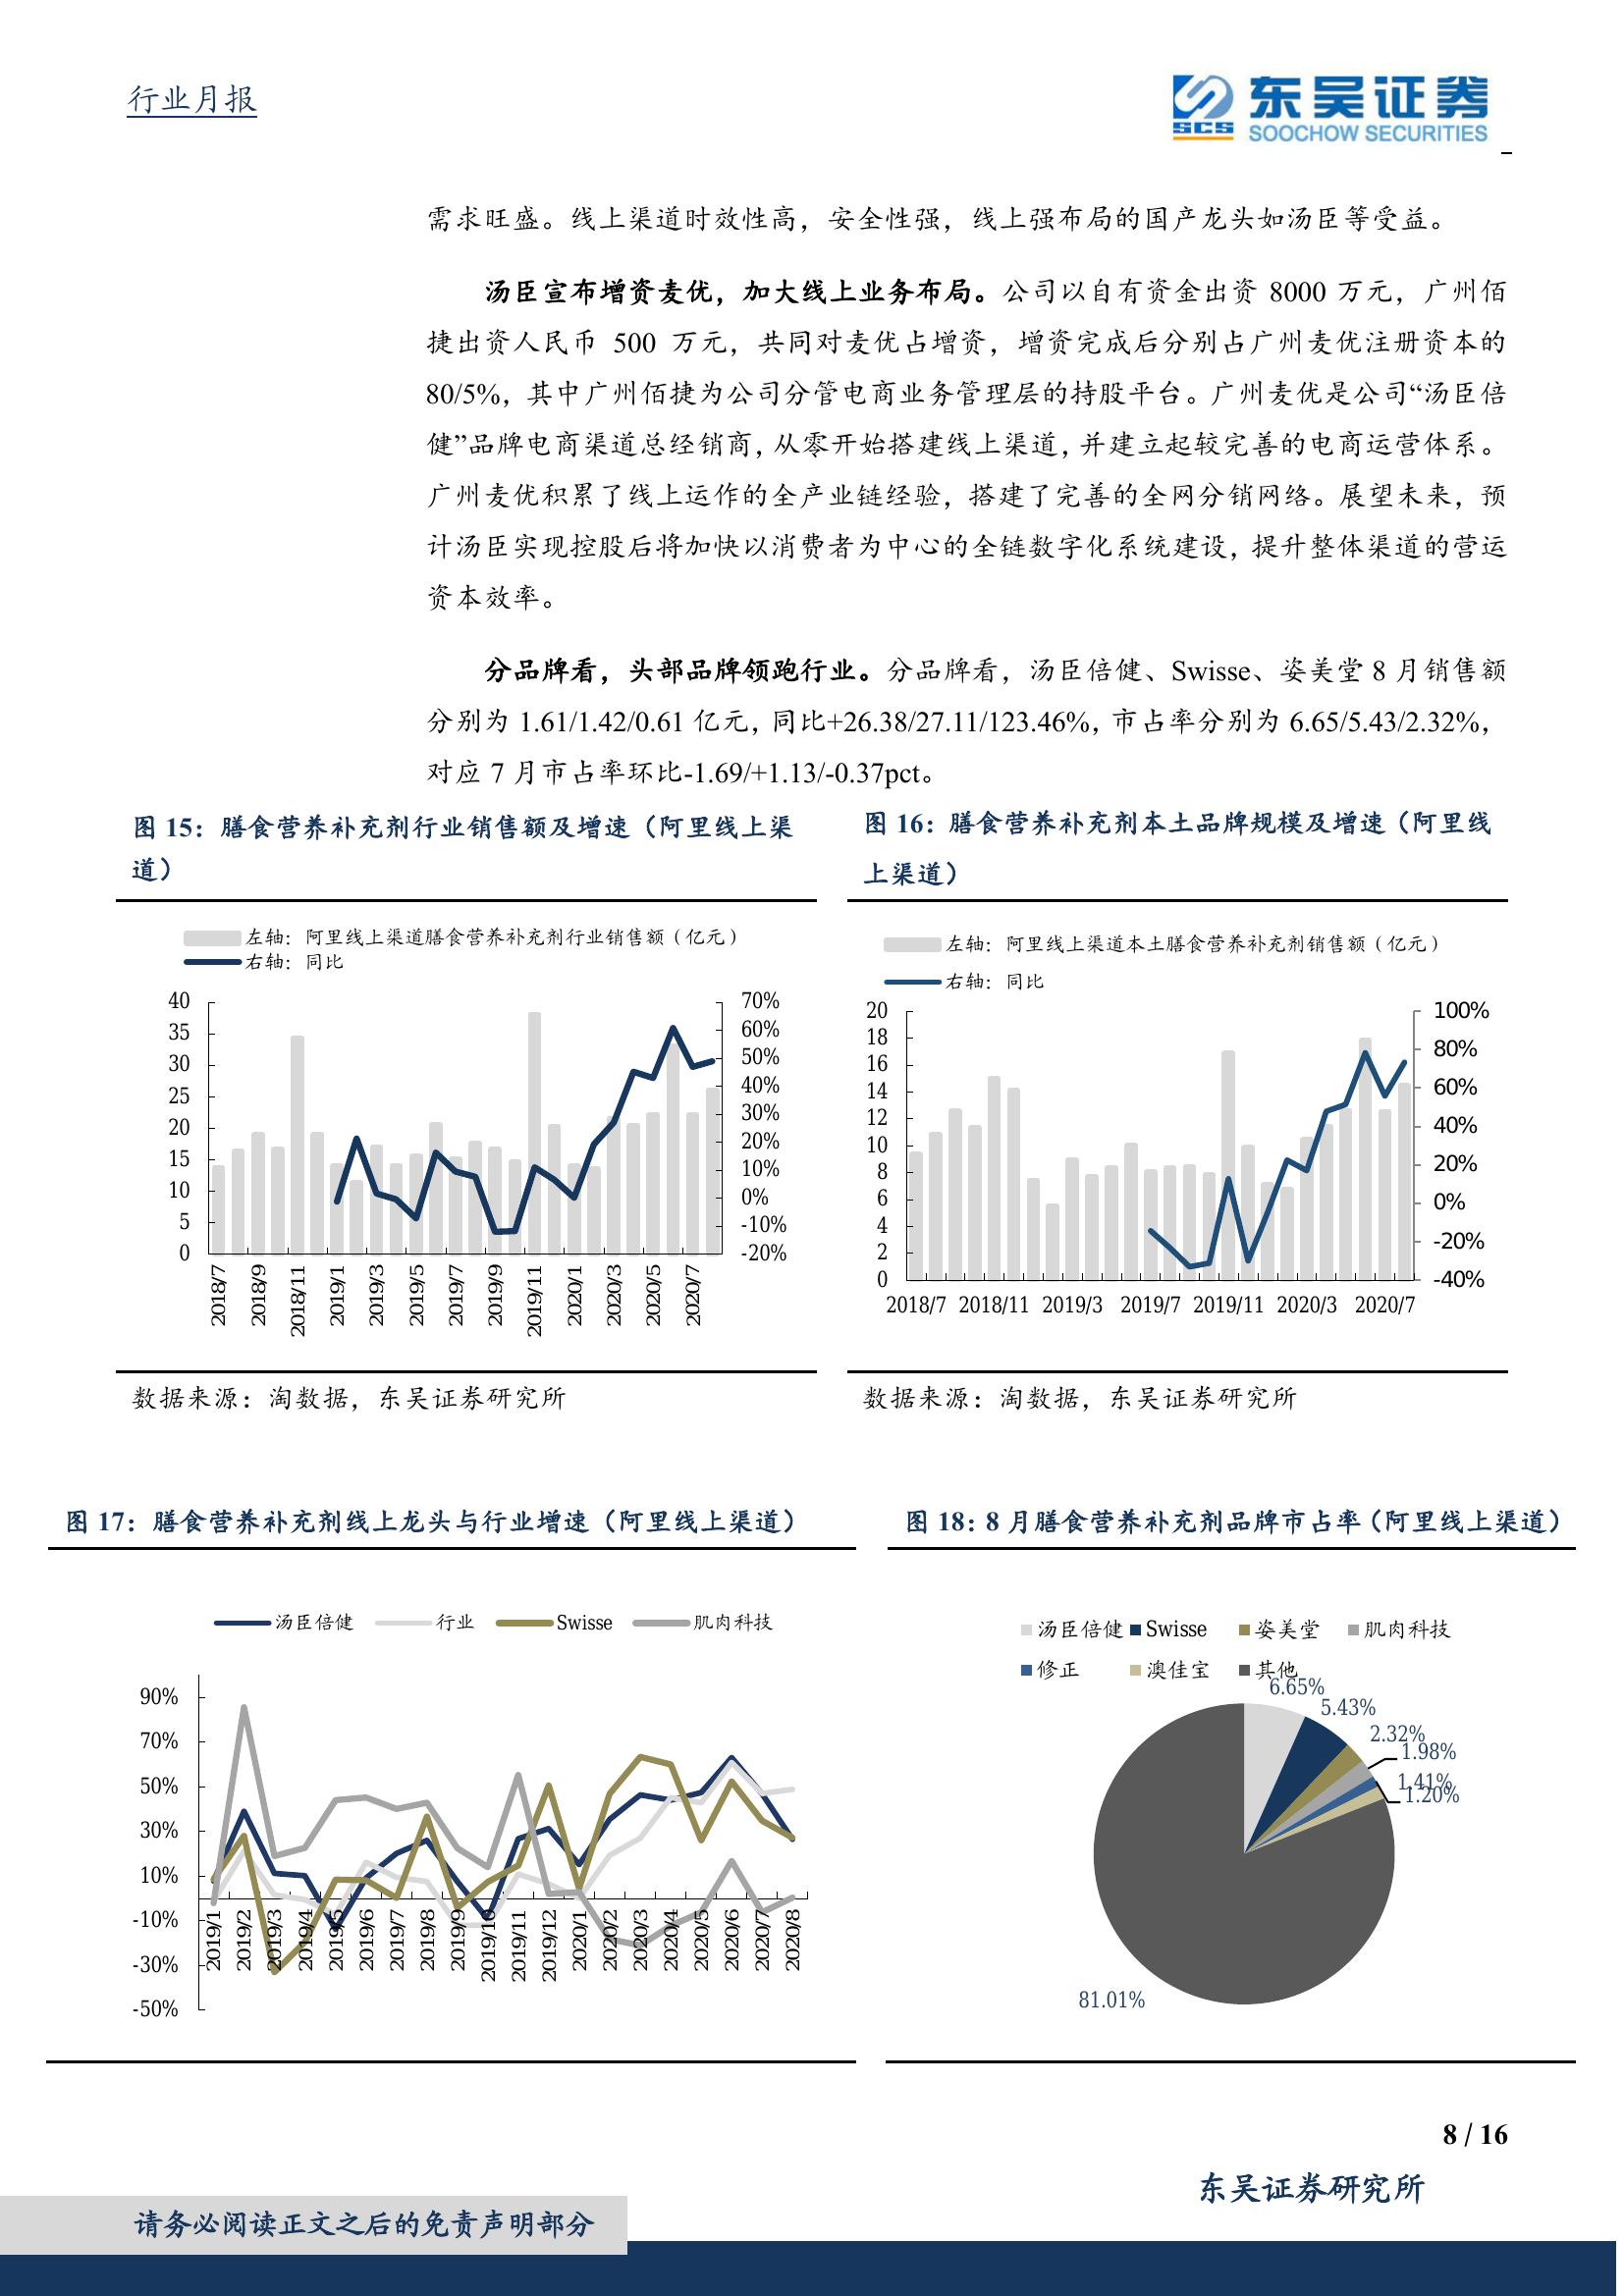 行业月报
东吴证券
SCS
SOOCHOW SECURITIES
需求旺盛。线上渠道时效性高，安全性强，线上强布局的国产龙头如汤臣等受益。
汤臣宣布增资麦优，加大线上业务布局。公司以自有资金出资 8000 万元，广州佰
捷出资人民币 500 万元，共同对麦优占增资，增资完成后分别占广州麦优注册资本的
80/5%，其中广州佰捷为公司分管电商业务管理层的持股平台。广州麦优是公司“汤臣倍
健”品牌电商渠道总经销商，从零开始搭建线上渠道，并建立起较完善的电商运营体系。
广州麦优积累了线上运作的全产业链经验，搭建了完善的全网分销网络。展望未来，预
计汤臣实现控股后将加快以消费者为中心的全链数字化系统建设，提升整体渠道的营运
资本效率。
分品牌看，头部品牌领跑行业。分品牌看，汤臣倍健、Swisse、姿美堂 8 月销售额
分别为 1.61/1.42/0.61 亿元，同比+26.38/27.11/123.46%，市占率分别为 6.65/5.43/2.32%，
对应 7 月市占率环比-1.69/+1.13/-0.37pct。
图 15：膳食营养补充剂行业销售额及增速（阿里线上渠
道）
左轴：阿里线上渠道膳食营养补充剂行业销售额（亿元）
右轴：同比
40
35
30
25
20
15
10
5
0
70%
60%
50%
40%
30%
20%
10%
0%
-10%
-20%
2018/7
2018/9
2018/11
2019/1
2019/3
2019/5
2019/7
2019/9
2019/11
2020/1
2020/3
2020/5
2020/7
数据来源：淘数据，东吴证券研究所
图 16：膳食营养补充剂本土品牌规模及增速（阿里线
上渠道）
左轴：阿里线上渠道本土膳食营养补充剂销售额（亿元）
右轴：同比
20
18
16
14
12
10
8
6
4
2
0
100%
80%
60%
40%
20%
0%
-20%
-40%
2018/7 2018/11 2019/3 2019/7 2019/11 2020/3 2020/7
数据来源：淘数据，东吴证券研究所
图 17：膳食营养补充剂线上龙头与行业增速（阿里线上渠道）
汤臣倍健 行业 Swisse 肌肉科技
90%
70%
50%
30%
10%
-10%
-30%
-50%
2019/1
2019/2
2019/3
2019/4
2019/5
2019/6
2019/7
2019/8
2019/9
2019/10
2019/11
2019/12
2020/1
2020/2
2020/3
2020/4
2020/5
2020/6
2020/7
2020/8
图 18：8 月膳食营养补充剂品牌市占率（阿里线上渠道）
汤臣倍健 Swisse 姿美堂 肌肉科技
修正 澳佳宝 其他
6.65%
5.43%
2.32%
1.98%
1.41%
1.20%
81.01%
8 / 16
东吴证券研究所
请务必阅读正文之后的免责声明部分